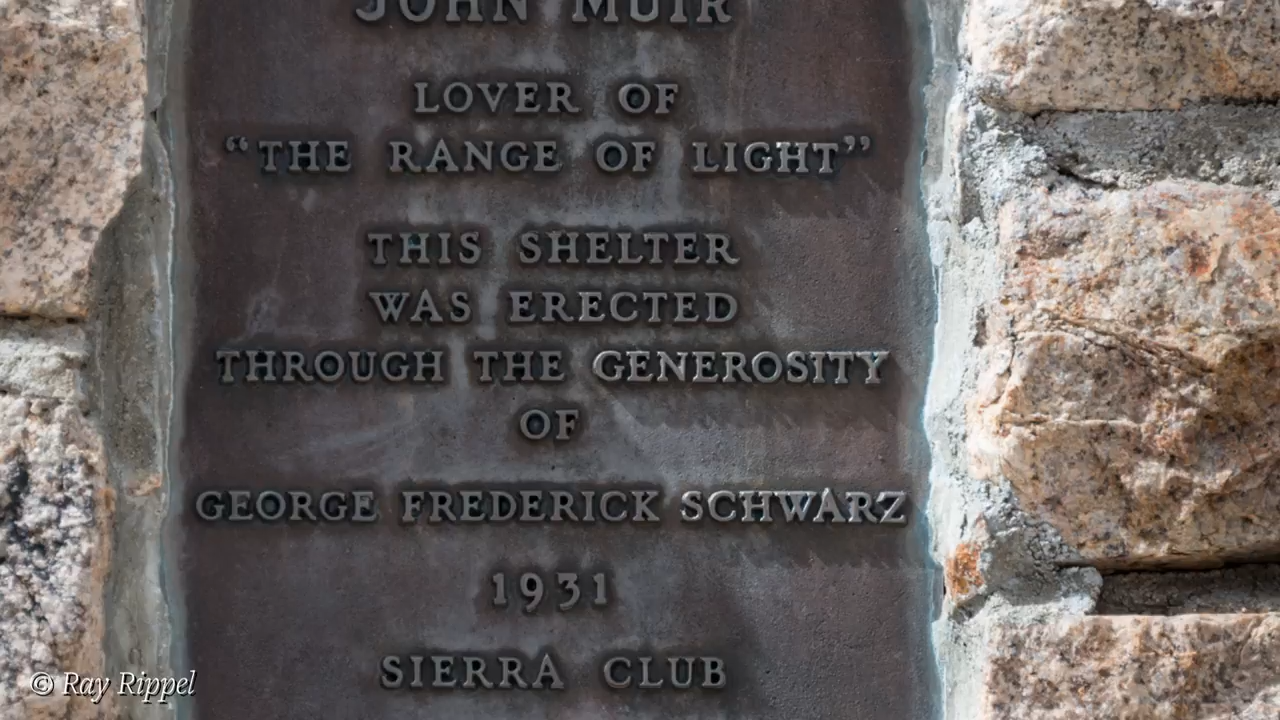 JOHN MUIR
LOVER OF
“THE RANGE OF LIGHT”
THIS SHELTER
WAS ERECTED
THROUGH THE GENEROSITY
OF
GEORGE FREDERICK SCHWARZ
1931
SIERRA CLUB
© Ray Rippel